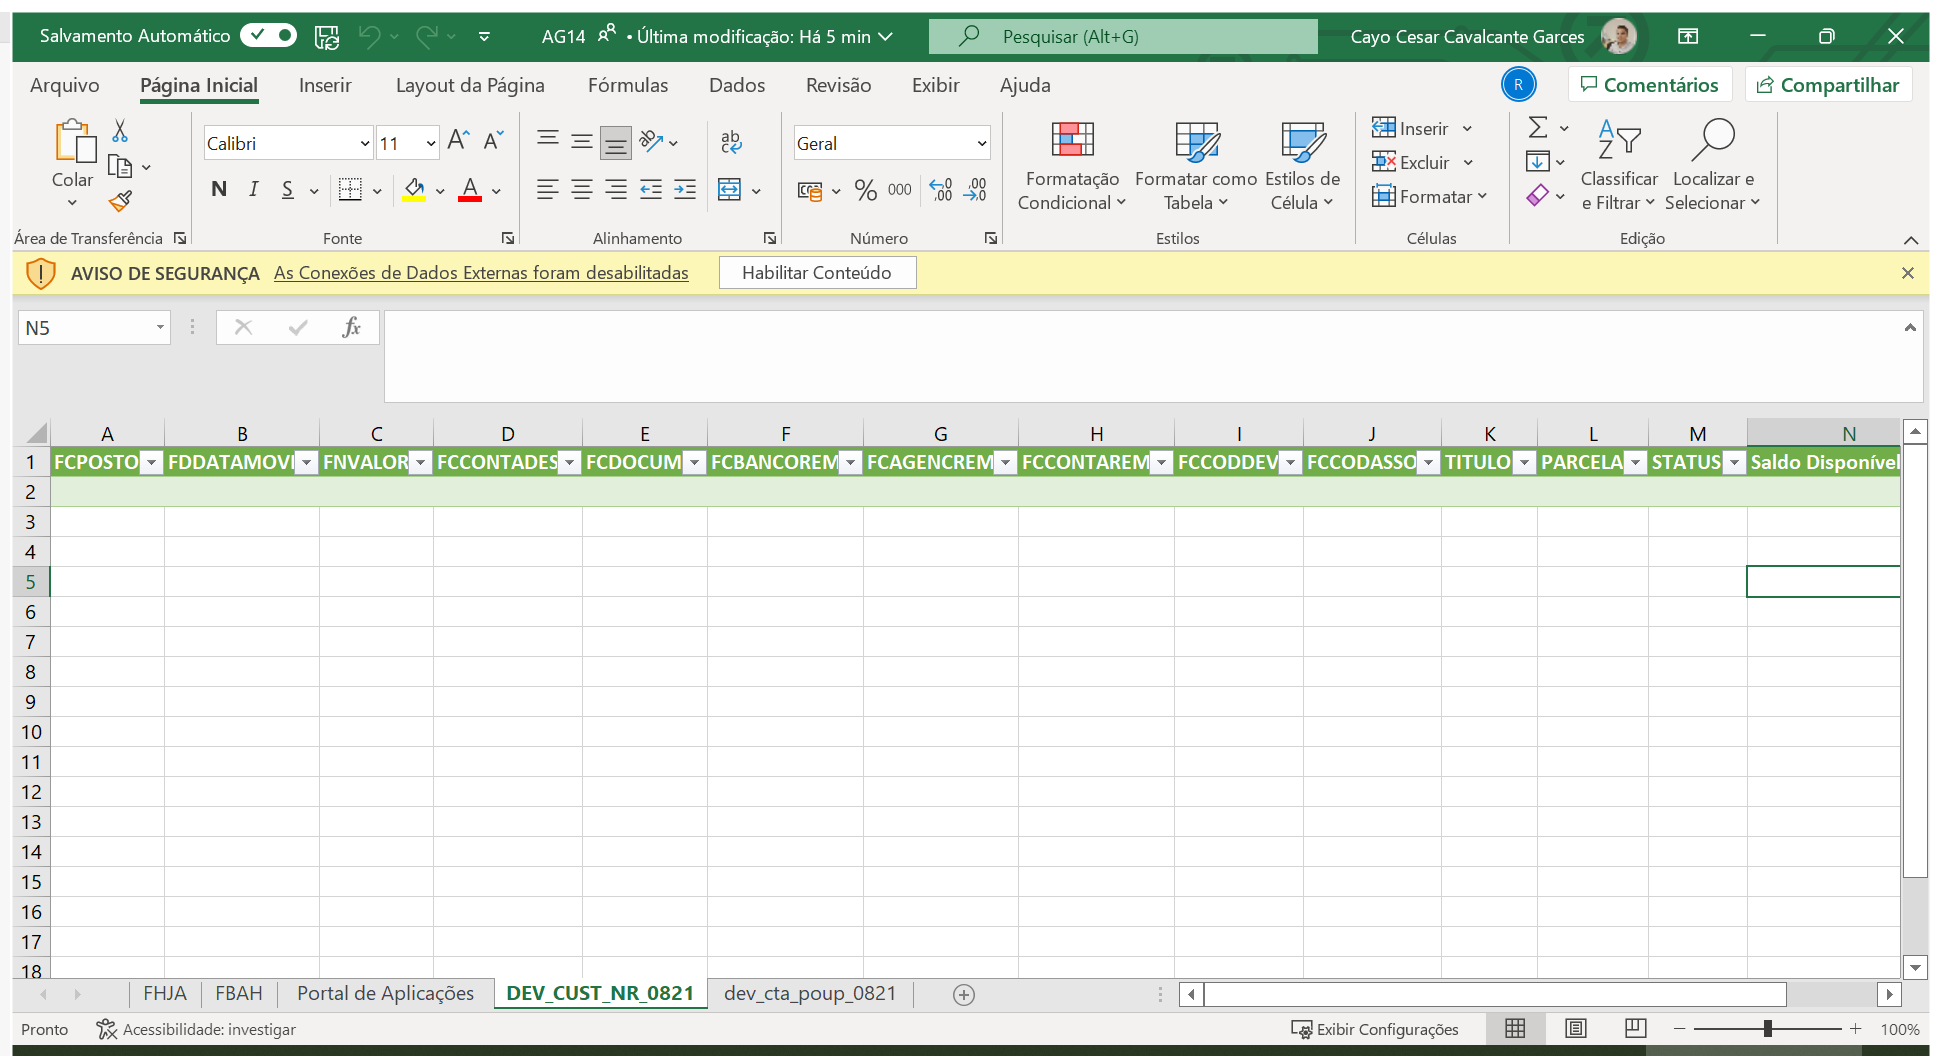 Salvamento Automático AG14 • Última modificação: Há 5 min Pesquisar (Alt+G) Cayo Cesar Cavalcante Garces
Arquivo Página Inicial Inserir Layout da Página Fórmulas Dados Revisão Exibir Ajuda R Comentários Compartilhar
Colar
Área de Transferência
Calibri 11
N I S A
Fonte
ab
Alinhamento
Geral
% 000 ,00 ,00
Número
Formatação Condicional
Formatar como Tabela
Estilos de Célula
Estilos
Inserir
Excluir
Formatar
Células
Classificar e Filtrar
Localizar e Selecionar
Edição
AVISO DE SEGURANÇA As Conexões de Dados Externas foram desabilitadas Habilitar Conteúdo
N5 fx
A B C D E F G H I J K L M N
1 FCPOSTO FDDATAMOVI FNVALOR FCCONTADES FCDOCUM FCBANCOREM FCAGENCREM FCCONTAREM FCCODDEV FCCODASSO TITULO PARCELA STATUS Saldo Disponível
2
3
4
5
6
7
8
9
10
11
12
13
14
15
16
17
18
FHJA FBAH Portal de Aplicações DEV_CUST_NR_0821 dev_cta_poup_0821
Pronto Acessibilidade: investigar Exibir Configurações 100%